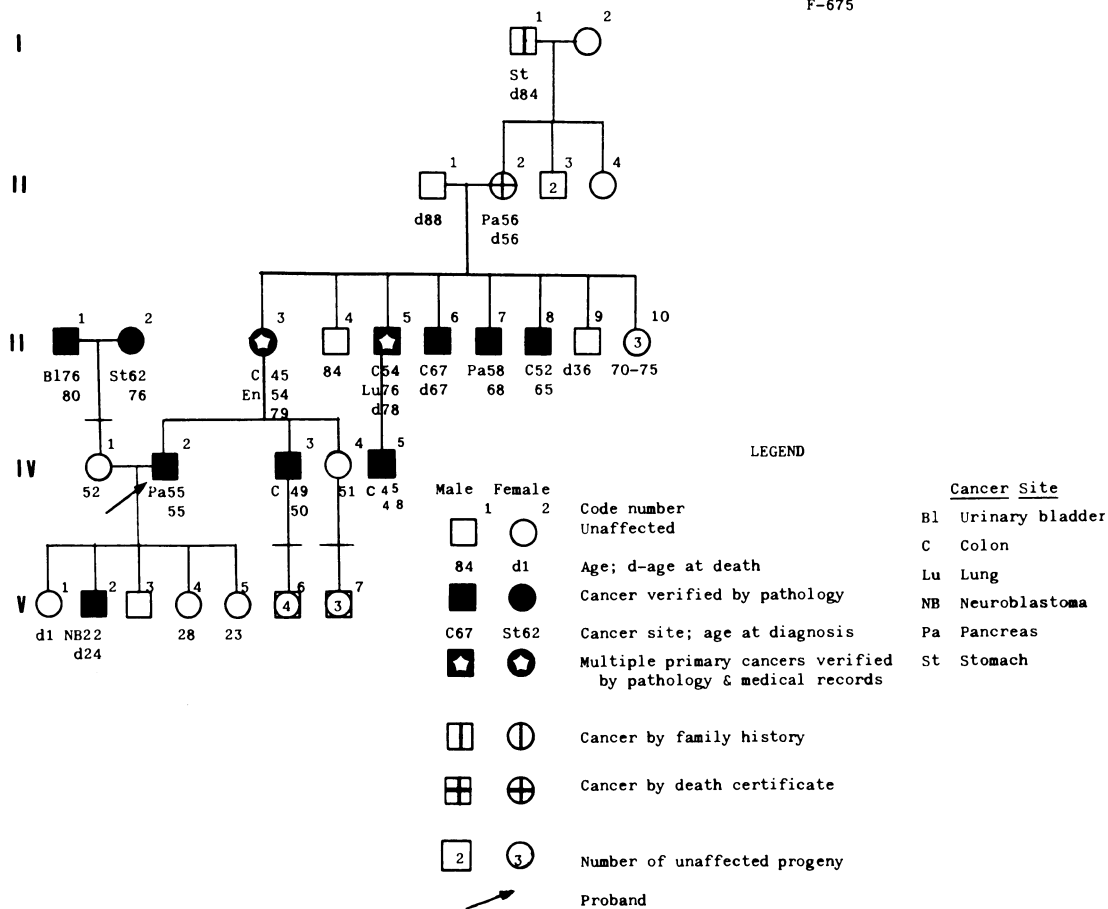 F-675
I
1 2
St
d84
II
1 2 3 4
2
d88 Pa56
d56
II
1 2 3 4 5 6 7 8 9 10
3
Bl76 St62 C 45 84 C54 C67 Pa58 C52 d36 70-75
80 76 En 54 Lu76 d67 68 65
79 d78
IV
1 2 3 4 5
52 Pa55 C 49 51 C 45
55 50 48
V
1 2 3 4 5 6 7
4 3
d1 NB22 28 23
d24
LEGEND
Male Female
1 2 Code number
Unaffected
84 d1 Age; d-age at death
Cancer verified by pathology
C67 St62 Cancer site; age at diagnosis
Multiple primary cancers verified
by pathology & medical records
Cancer by family history
Cancer by death certificate
2 3 Number of unaffected progeny
Proband
Cancer Site
Bl Urinary bladder
C Colon
Lu Lung
NB Neuroblastoma
Pa Pancreas
St Stomach